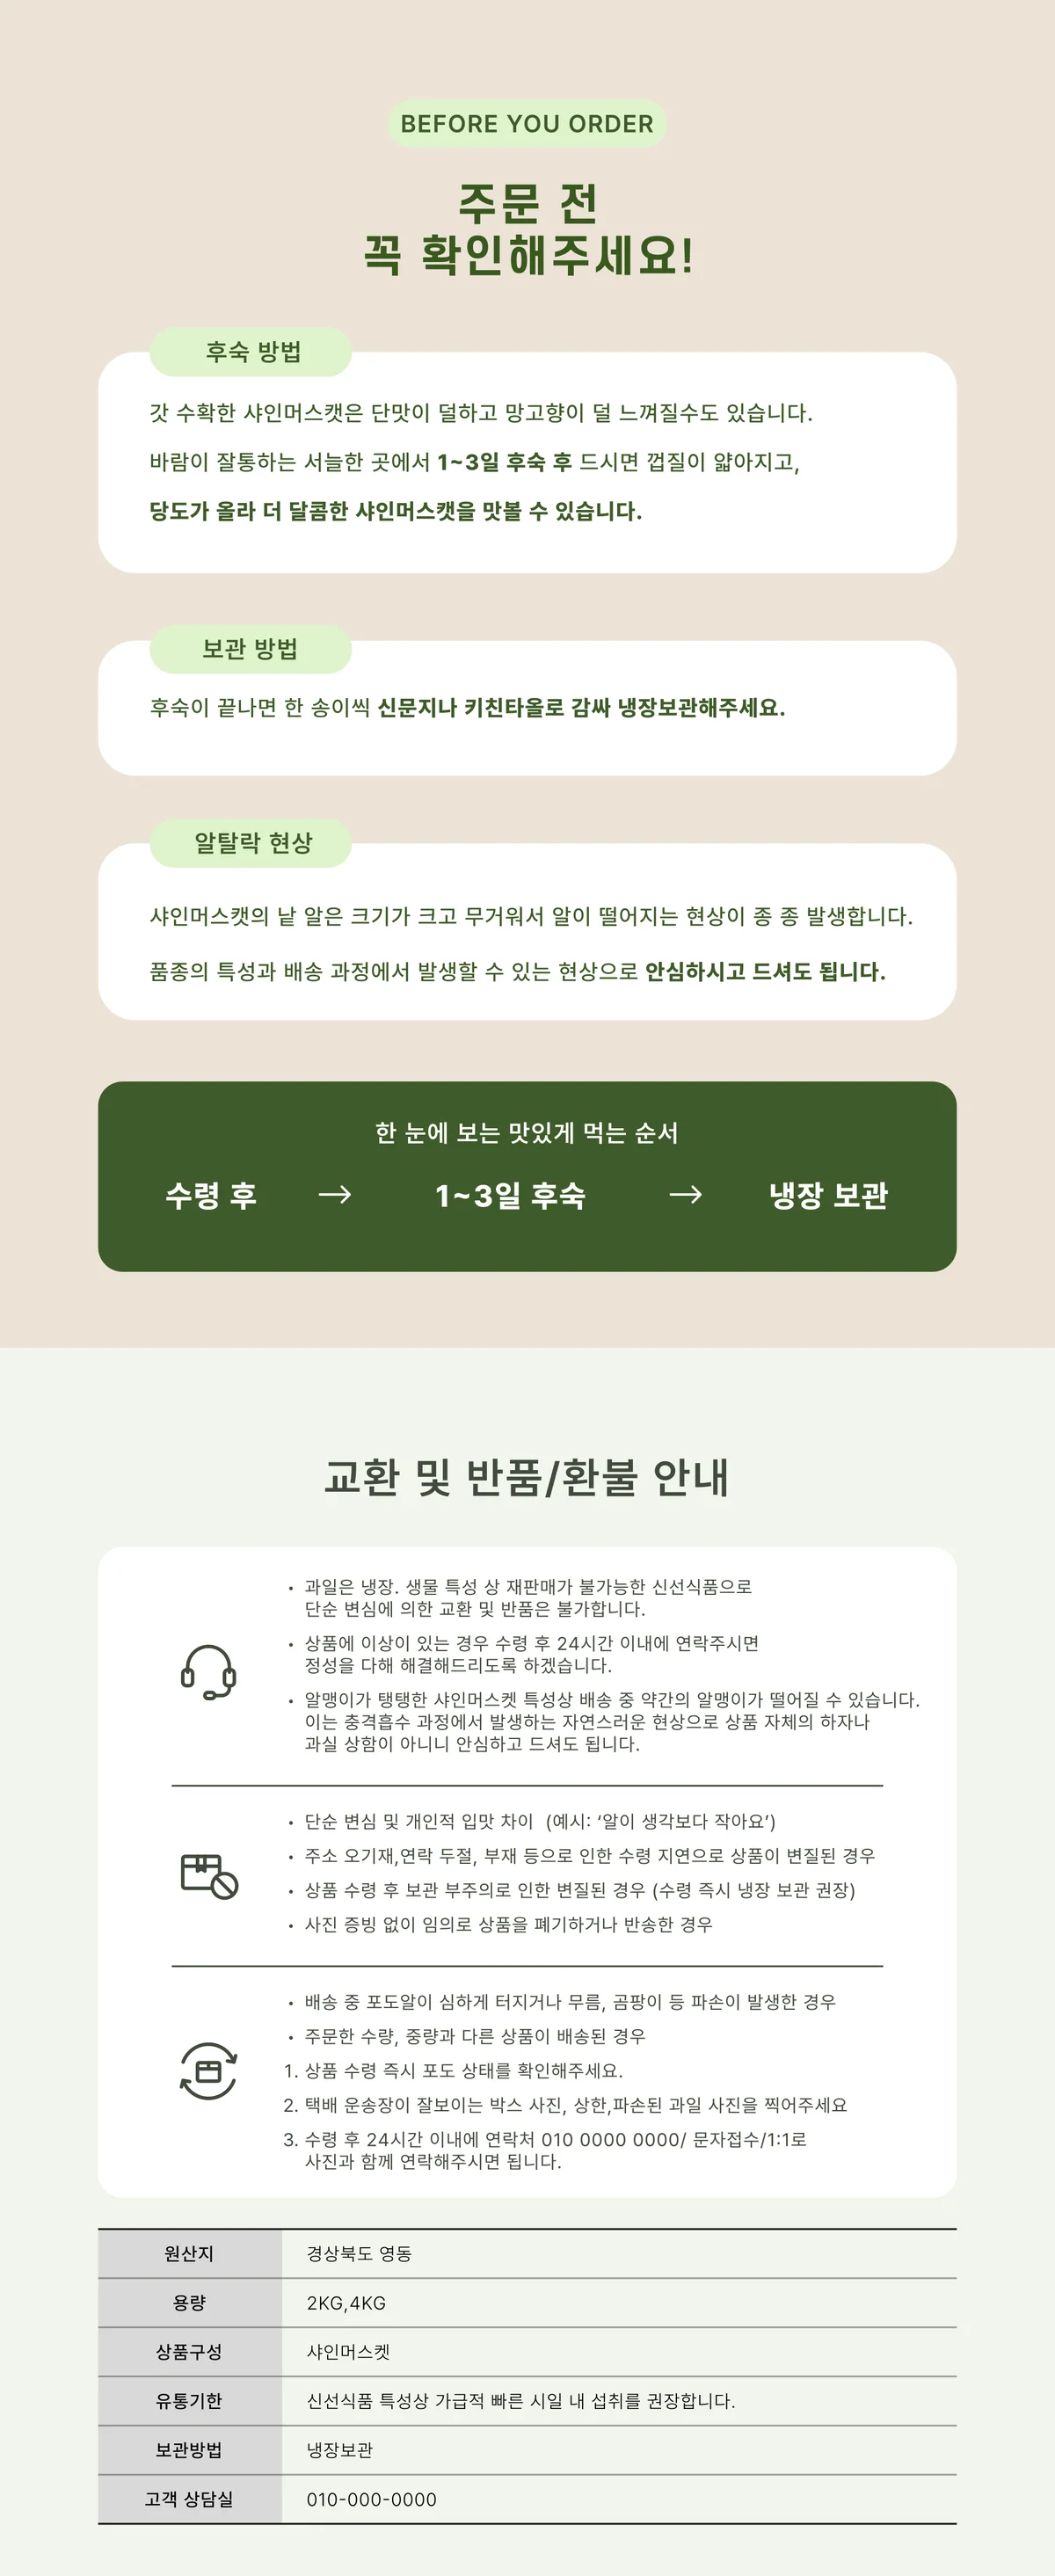 BEFORE YOU ORDER
주문 전
꼭 확인해주세요!
후숙 방법
갓 수확한 샤인머스캣은 단맛이 덜하고 망고향이 덜 느껴질수도 있습니다.
바람이 잘통하는 서늘한 곳에서 1~3일 후숙 후 드시면 껍질이 얇아지고,
당도가 올라 더 달콤한 샤인머스캣을 맛볼 수 있습니다.
보관 방법
후숙이 끝나면 한 송이씩 신문지나 키친타올로 감싸 냉장보관해주세요.
알탈락 현상
샤인머스캣의 낱 알은 크기가 크고 무거워서 알이 떨어지는 현상이 종 종 발생합니다.
품종의 특성과 배송 과정에서 발생할 수 있는 현상으로 안심하시고 드셔도 됩니다.
한 눈에 보는 맛있게 먹는 순서
수령 후 → 1~3일 후숙 → 냉장 보관
교환 및 반품/환불 안내
• 과일은 냉장. 생물 특성 상 재판매가 불가능한 신선식품으로
단순 변심에 의한 교환 및 반품은 불가합니다.
• 상품에 이상이 있는 경우 수령 후 24시간 이내에 연락주시면
정성을 다해 해결해드리도록 하겠습니다.
• 알맹이가 탱탱한 샤인머스켓 특성상 배송 중 약간의 알맹이가 떨어질 수 있습니다.
이는 충격흡수 과정에서 발생하는 자연스러운 현상으로 상품 자체의 하자나
과실 상함이 아니니 안심하고 드셔도 됩니다.
• 단순 변심 및 개인적 입맛 차이 (예시: ‘알이 생각보다 작아요’)
• 주소 오기재,연락 두절, 부재 등으로 인한 수령 지연으로 상품이 변질된 경우
• 상품 수령 후 보관 부주의로 인한 변질된 경우 (수령 즉시 냉장 보관 권장)
• 사진 증빙 없이 임의로 상품을 폐기하거나 반송한 경우
• 배송 중 포도알이 심하게 터지거나 무름, 곰팡이 등 파손이 발생한 경우
• 주문한 수량, 중량과 다른 상품이 배송된 경우
1. 상품 수령 즉시 포도 상태를 확인해주세요.
2. 택배 운송장이 잘보이는 박스 사진, 상한,파손된 과일 사진을 찍어주세요
3. 수령 후 24시간 이내에 연락처 010 0000 0000/ 문자접수/1:1로
사진과 함께 연락해주시면 됩니다.
원산지 경상북도 영동
용량 2KG,4KG
상품구성 샤인머스켓
유통기한 신선식품 특성상 가급적 빠른 시일 내 섭취를 권장합니다.
보관방법 냉장보관
고객 상담실 010-000-0000